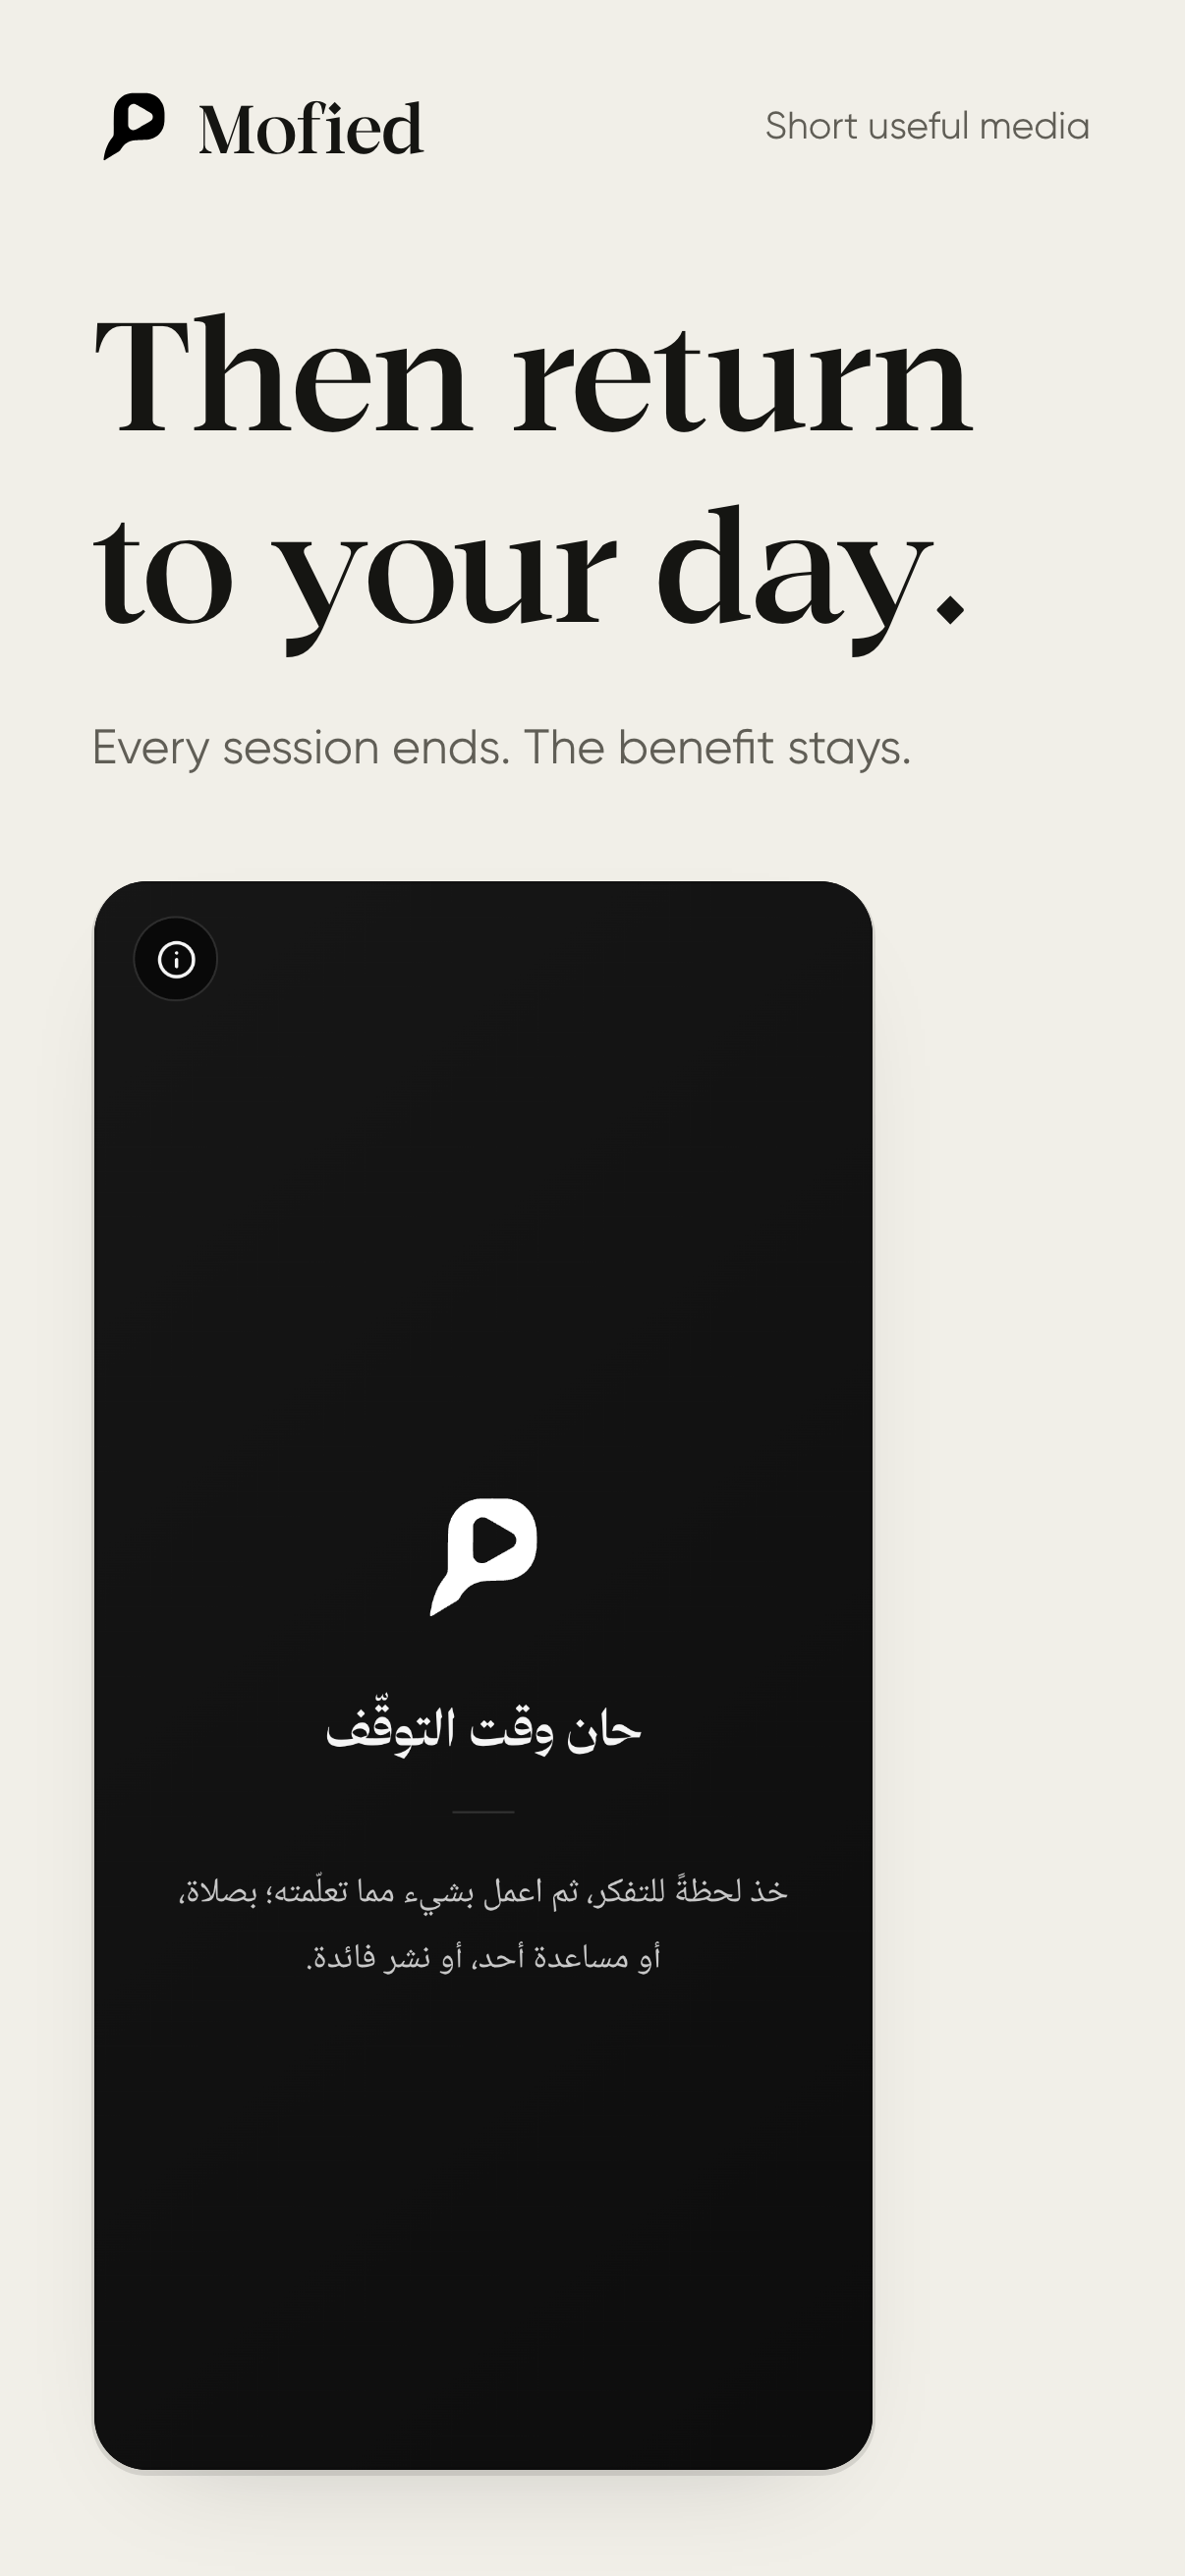 Mofied
Short useful media
Then return
to your day.
Every session ends. The benefit stays.
حان وقت التوقّف
خذ لحظةً للتفكر، ثم اعمل بشيء مما تعلّمته؛ بصلاة،
أو مساعدة أحد، أو نشر فائدة.